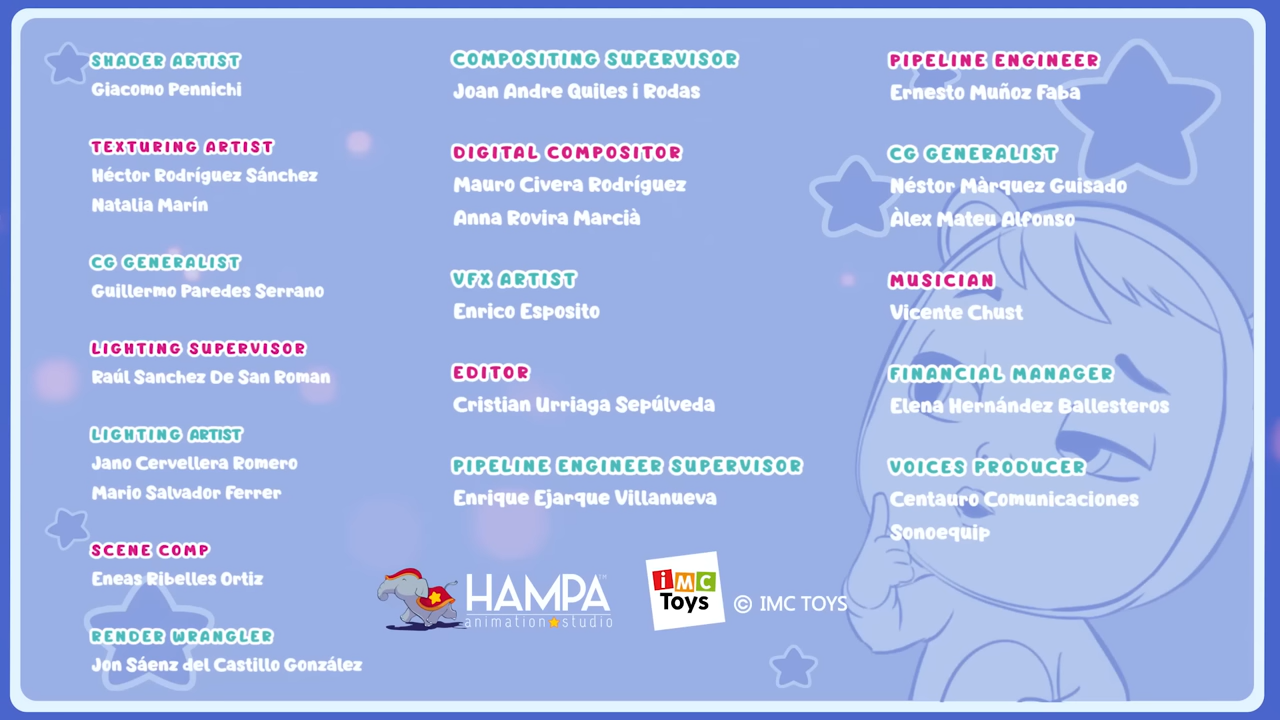 SHADER ARTIST
Giacomo Pennichi
TEXTURING ARTIST
Héctor Rodríguez Sánchez
Natalia Marín
CG GENERALIST
Guillermo Paredes Serrano
LIGHTING SUPERVISOR
Raúl Sanchez De San Roman
LIGHTING ARTIST
Jano Cervellera Romero
Mario Salvador Ferrer
SCENE COMP
Eneas Ribelles Ortiz
RENDER WRANGLER
Jon Sáenz del Castillo González
COMPOSITING SUPERVISOR
Joan Andre Quiles i Rodas
DIGITAL COMPOSITOR
Mauro Civera Rodríguez
Anna Rovira Marcià
VFX ARTIST
Enrico Esposito
EDITOR
Cristian Urriaga Sepúlveda
PIPELINE ENGINEER SUPERVISOR
Enrique Ejarque Villanueva
PIPELINE ENGINEER
Ernesto Muñoz Faba
CG GENERALIST
Néstor Màrquez Guisado
Àlex Mateu Alfonso
MUSICIAN
Vicente Chust
FINANCIAL MANAGER
Elena Hernández Ballesteros
VOICES PRODUCER
Centauro Comunicaciones
Sonoequip
HAMPA
animation studio
iMC
Toys
© IMC TOYS